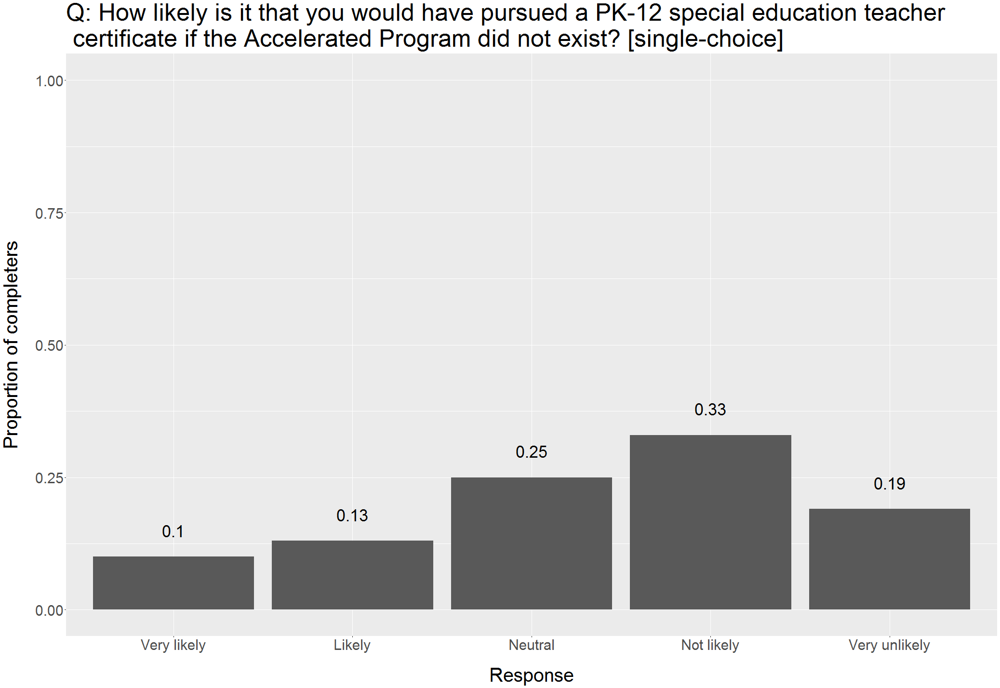 Q: How likely is it that you would have pursued a PK-12 special education teacher
certificate if the Accelerated Program did not exist? [single-choice]
Proportion of completers
1.00
0.75
0.50
0.25
0.00
0.1
0.13
0.25
0.33
0.19
Very likely
Likely
Neutral
Not likely
Very unlikely
Response